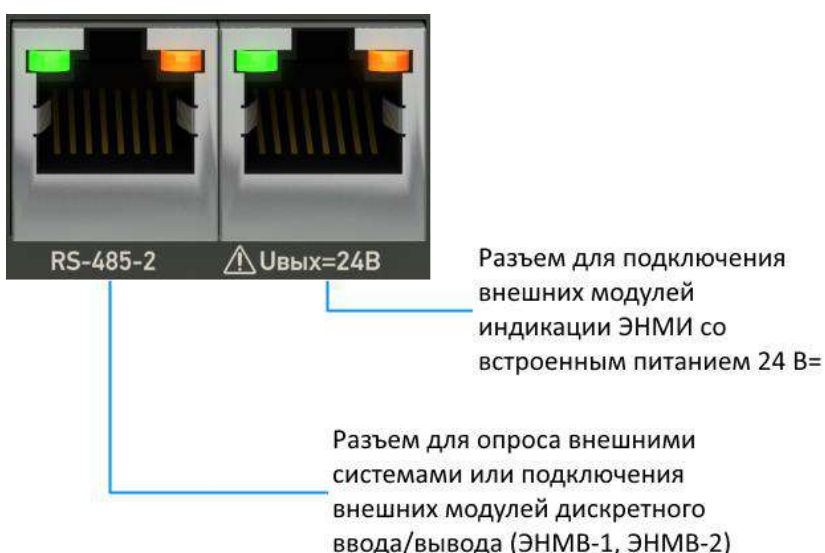 RS-485-2
⚠Uвых=24В
Разъем для подключения
внешних модулей
индикации ЭНМИ со
встроенным питанием 24 В=
Разъем для опроса внешними
системами или подключения
внешних модулей дискретного
ввода/вывода (ЭНМВ-1, ЭНМВ-2)